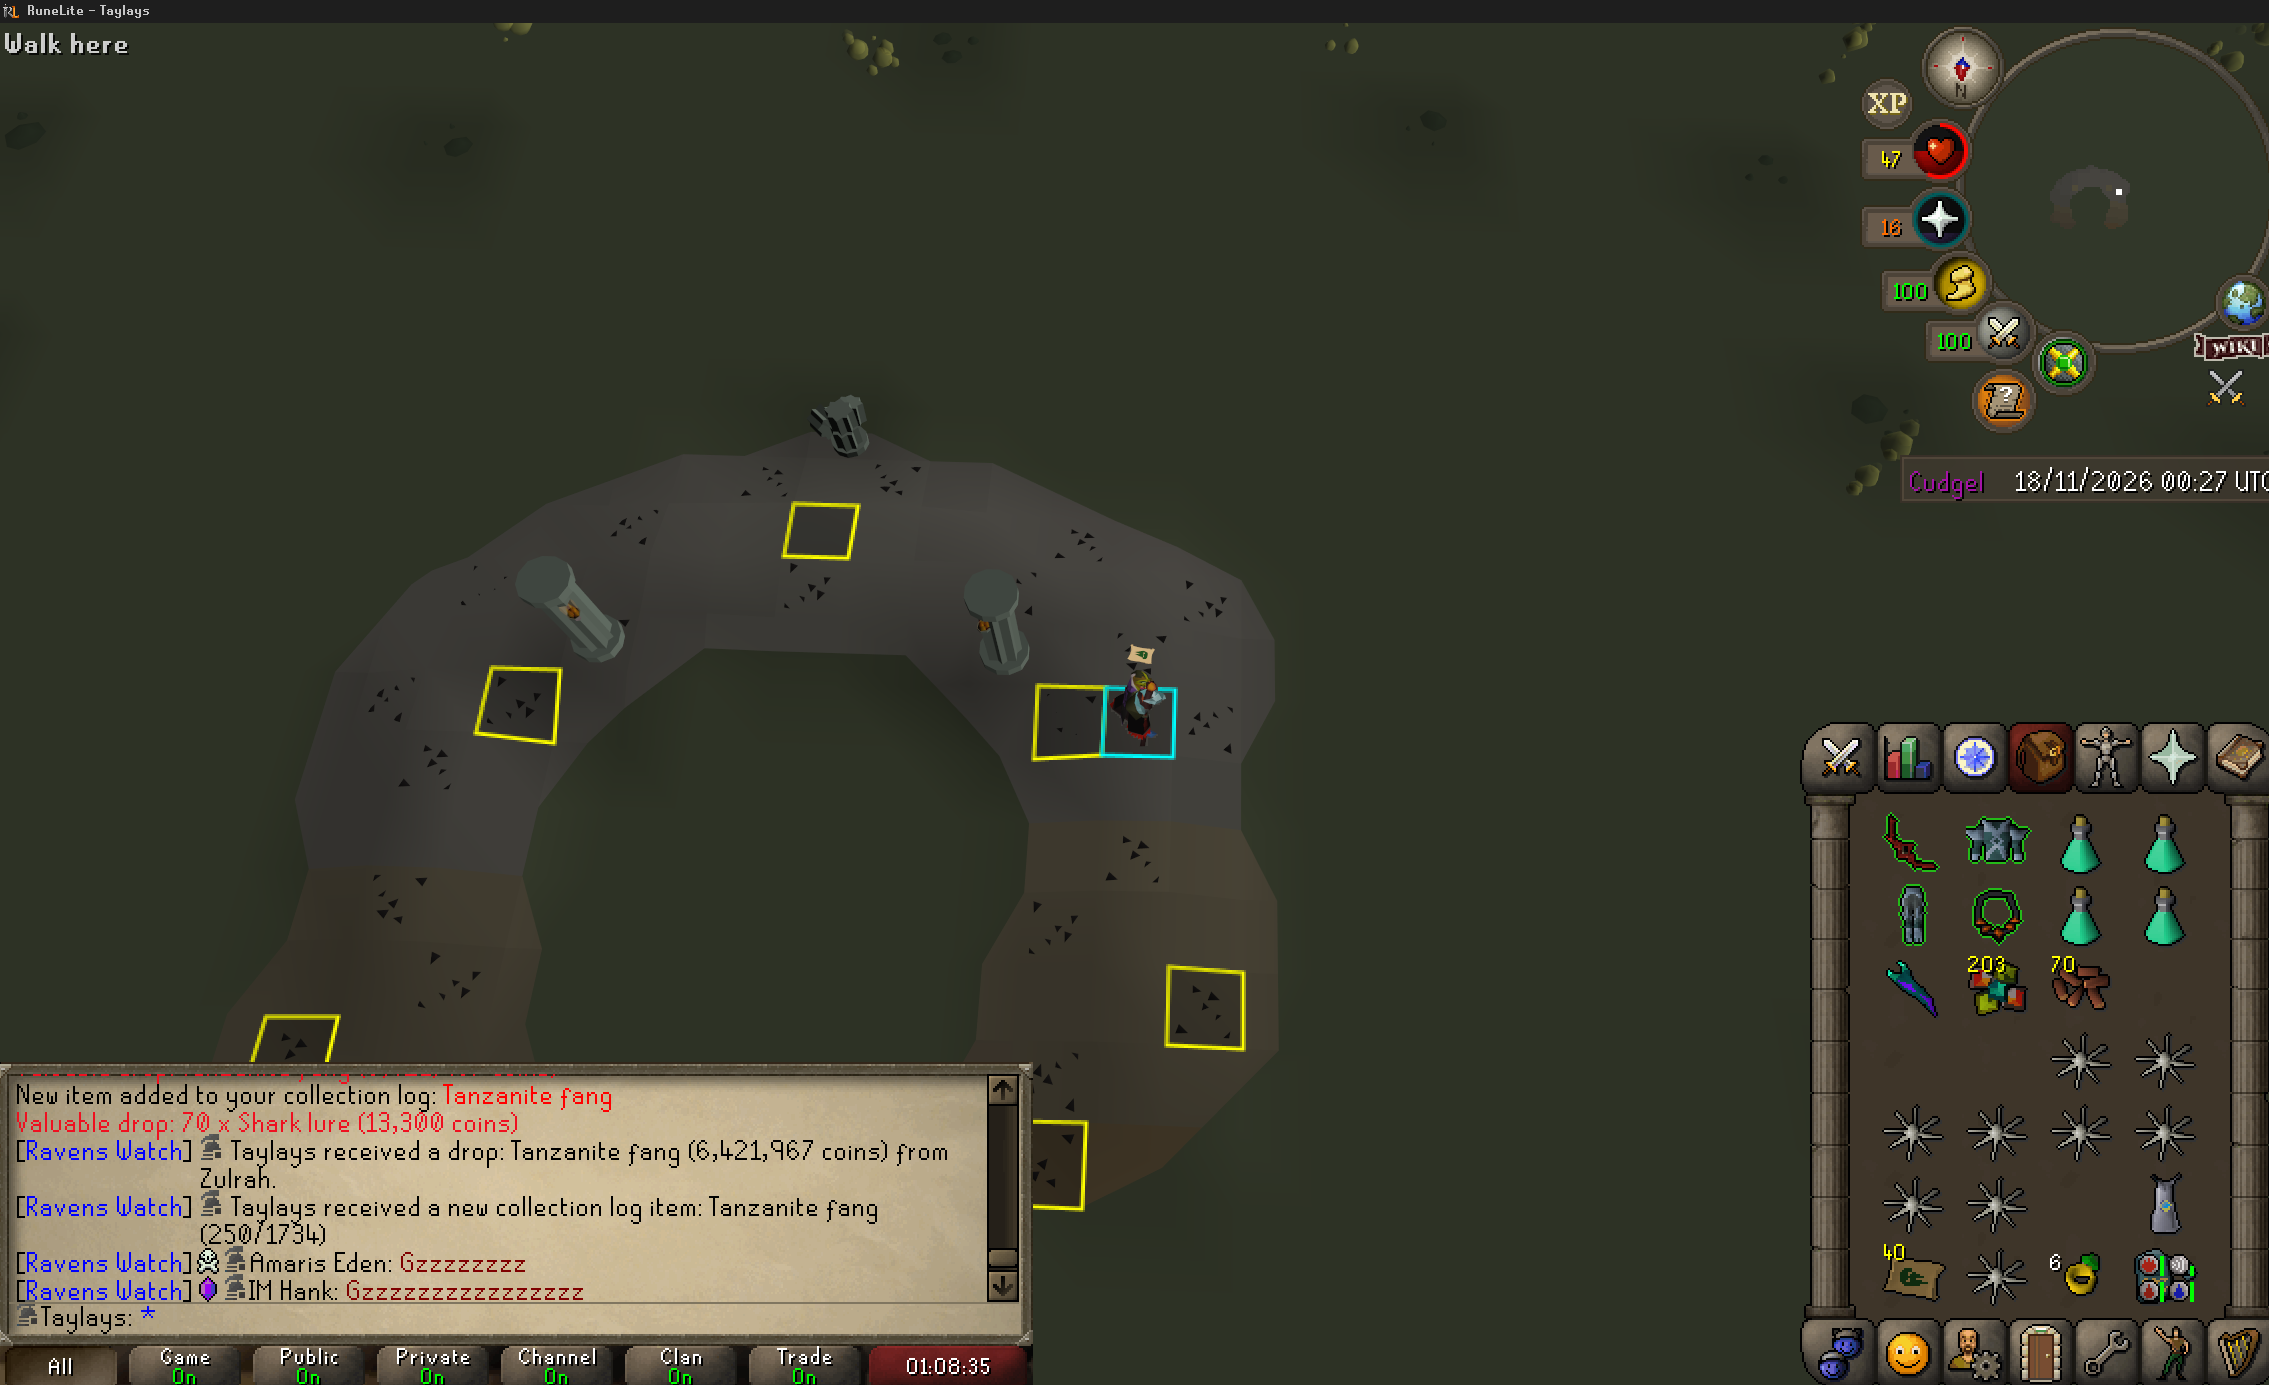 RuneLite - Taylays
Walk here
N
XP
47
16
100
100
WIKI
Cudgel 18/11/2026 00:27 UTC
203
70
40
6
New item added to your collection log: Tanzanite fang
Valuable drop: 70 x Shark lure (13,300 coins)
[Ravens Watch] Taylays received a drop: Tanzanite fang (6,421,967 coins) from
Zulrah.
[Ravens Watch] Taylays received a new collection log item: Tanzanite fang
(250/1734)
[Ravens Watch] Amaris Eden: Gzzzzzzzz
[Ravens Watch] IM Hank: Gzzzzzzzzzzzzzzzzz
Taylays: *
All
Game
On
Public
On
Private
On
Channel
On
Clan
On
Trade
On
01:08:35